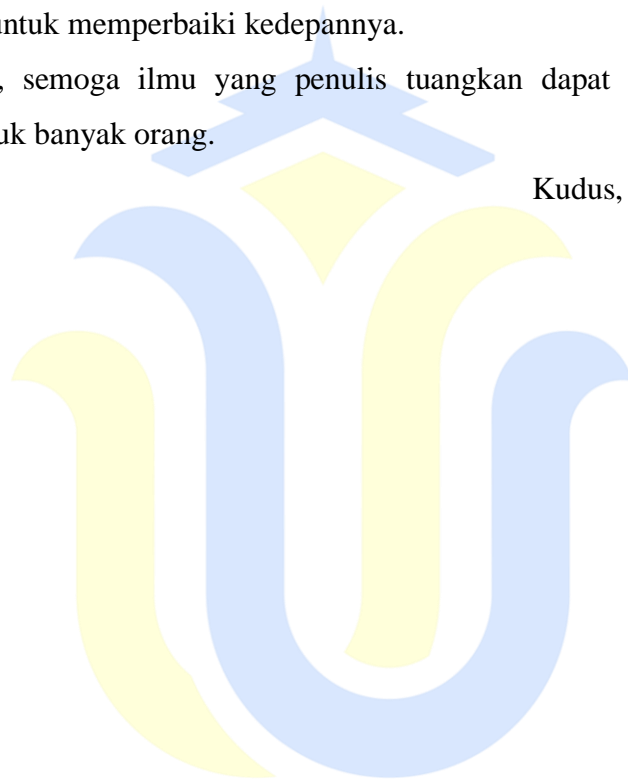 untuk memperbaiki kedepannya.
, semoga ilmu yang penulis tuangkan dapat
uk banyak orang.
Kudus,